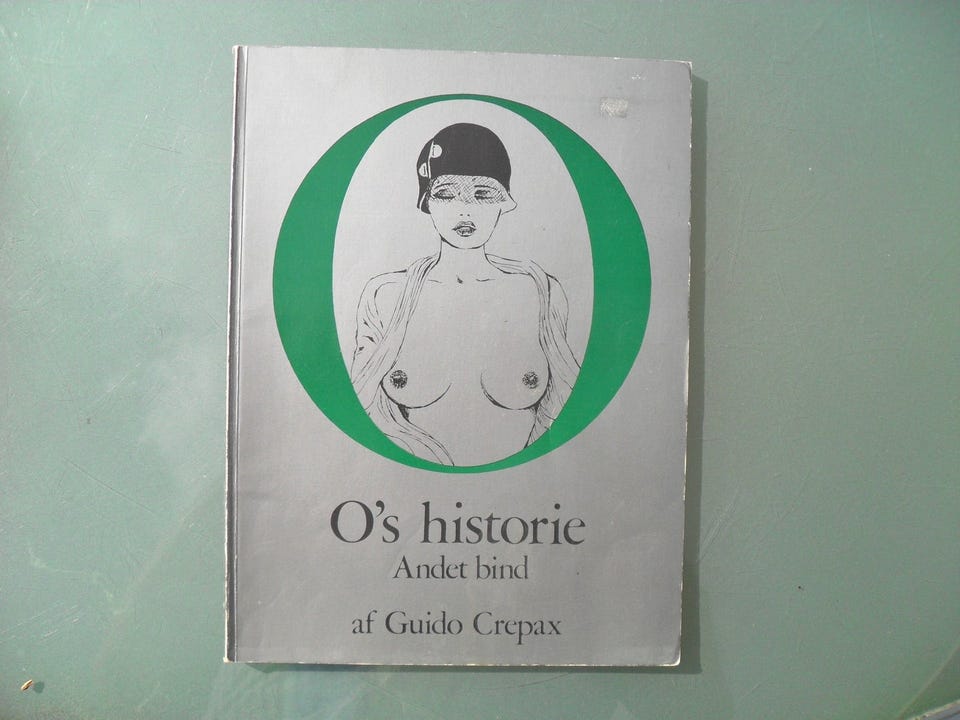 O
O's historie
Andet bind
af Guido Crepax